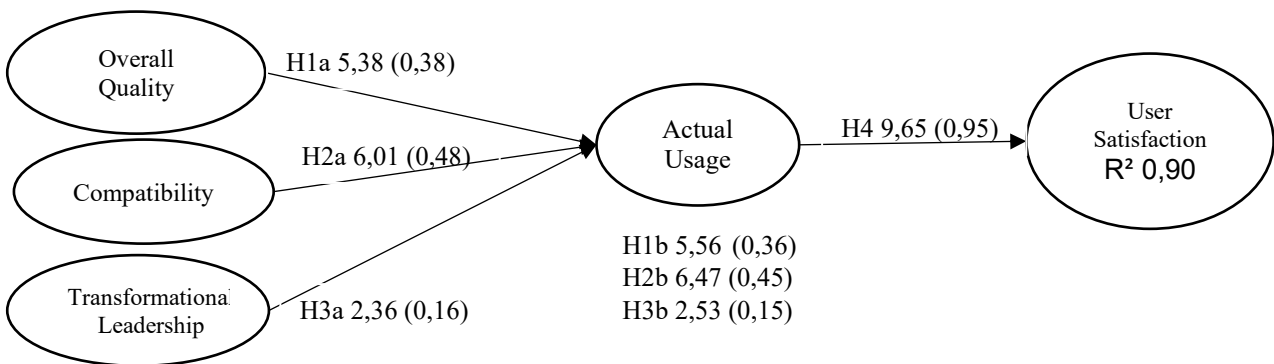 Overall
Quality
H1a 5,38 (0,38)
Compatibility
H2a 6,01 (0,48)
Transformational
Leadership
H3a 2,36 (0,16)
Actual
Usage
H1b 5,56 (0,36)
H2b 6,47 (0,45)
H3b 2,53 (0,15)
H4 9,65 (0,95)
User
Satisfaction
R² 0,90